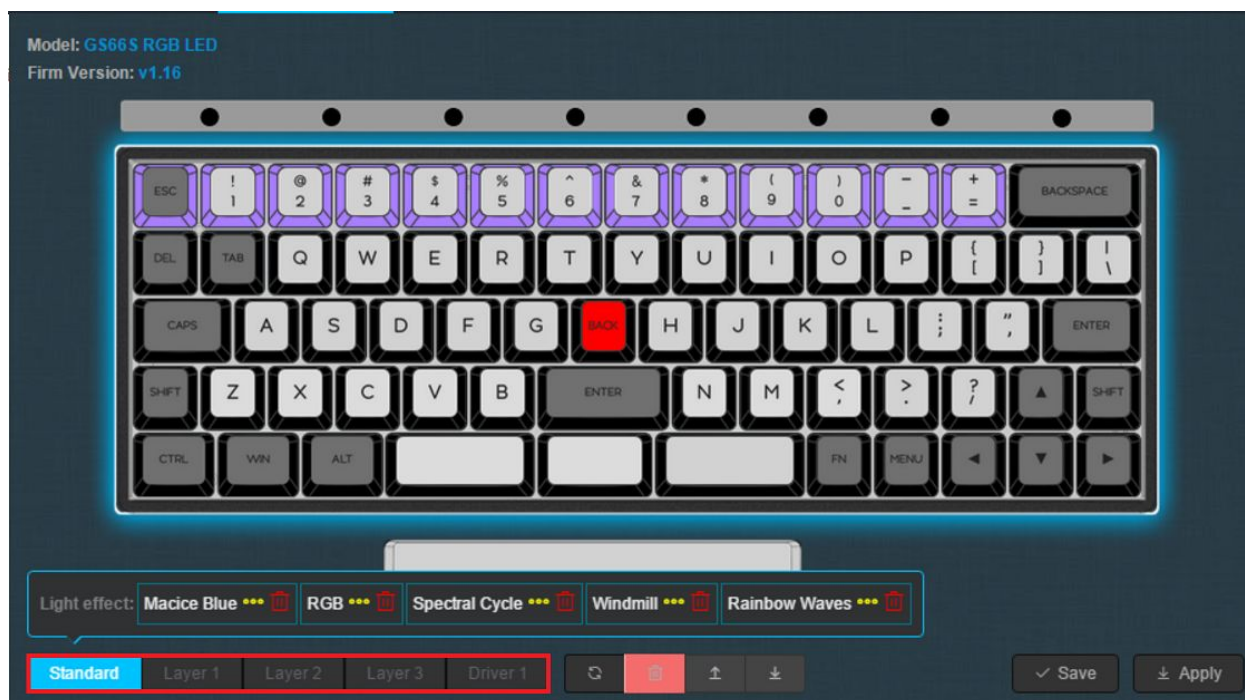 Model: GS66S RGB LED
Firm Version: v1.16
ESC ! 1 @ 2 # 3 $ 4 % 5 ^ 6 & 7 * 8 ( 9 ) 0 – _ + = BACKSPACE
DEL TAB Q W E R T Y U I O P { [ } ] | \
CAPS A S D F G BACK H J K L : ; " , ENTER
SHIFT Z X C V B ENTER N M < , > . ? / ▲ SHIFT
CTRL WIN ALT FN MENU ◄ ▼ ►
Light effect: Macice Blue ••• RGB ••• Spectral Cycle ••• Windmill ••• Rainbow Waves •••
Standard Layer 1 Layer 2 Layer 3 Driver 1 Save Apply